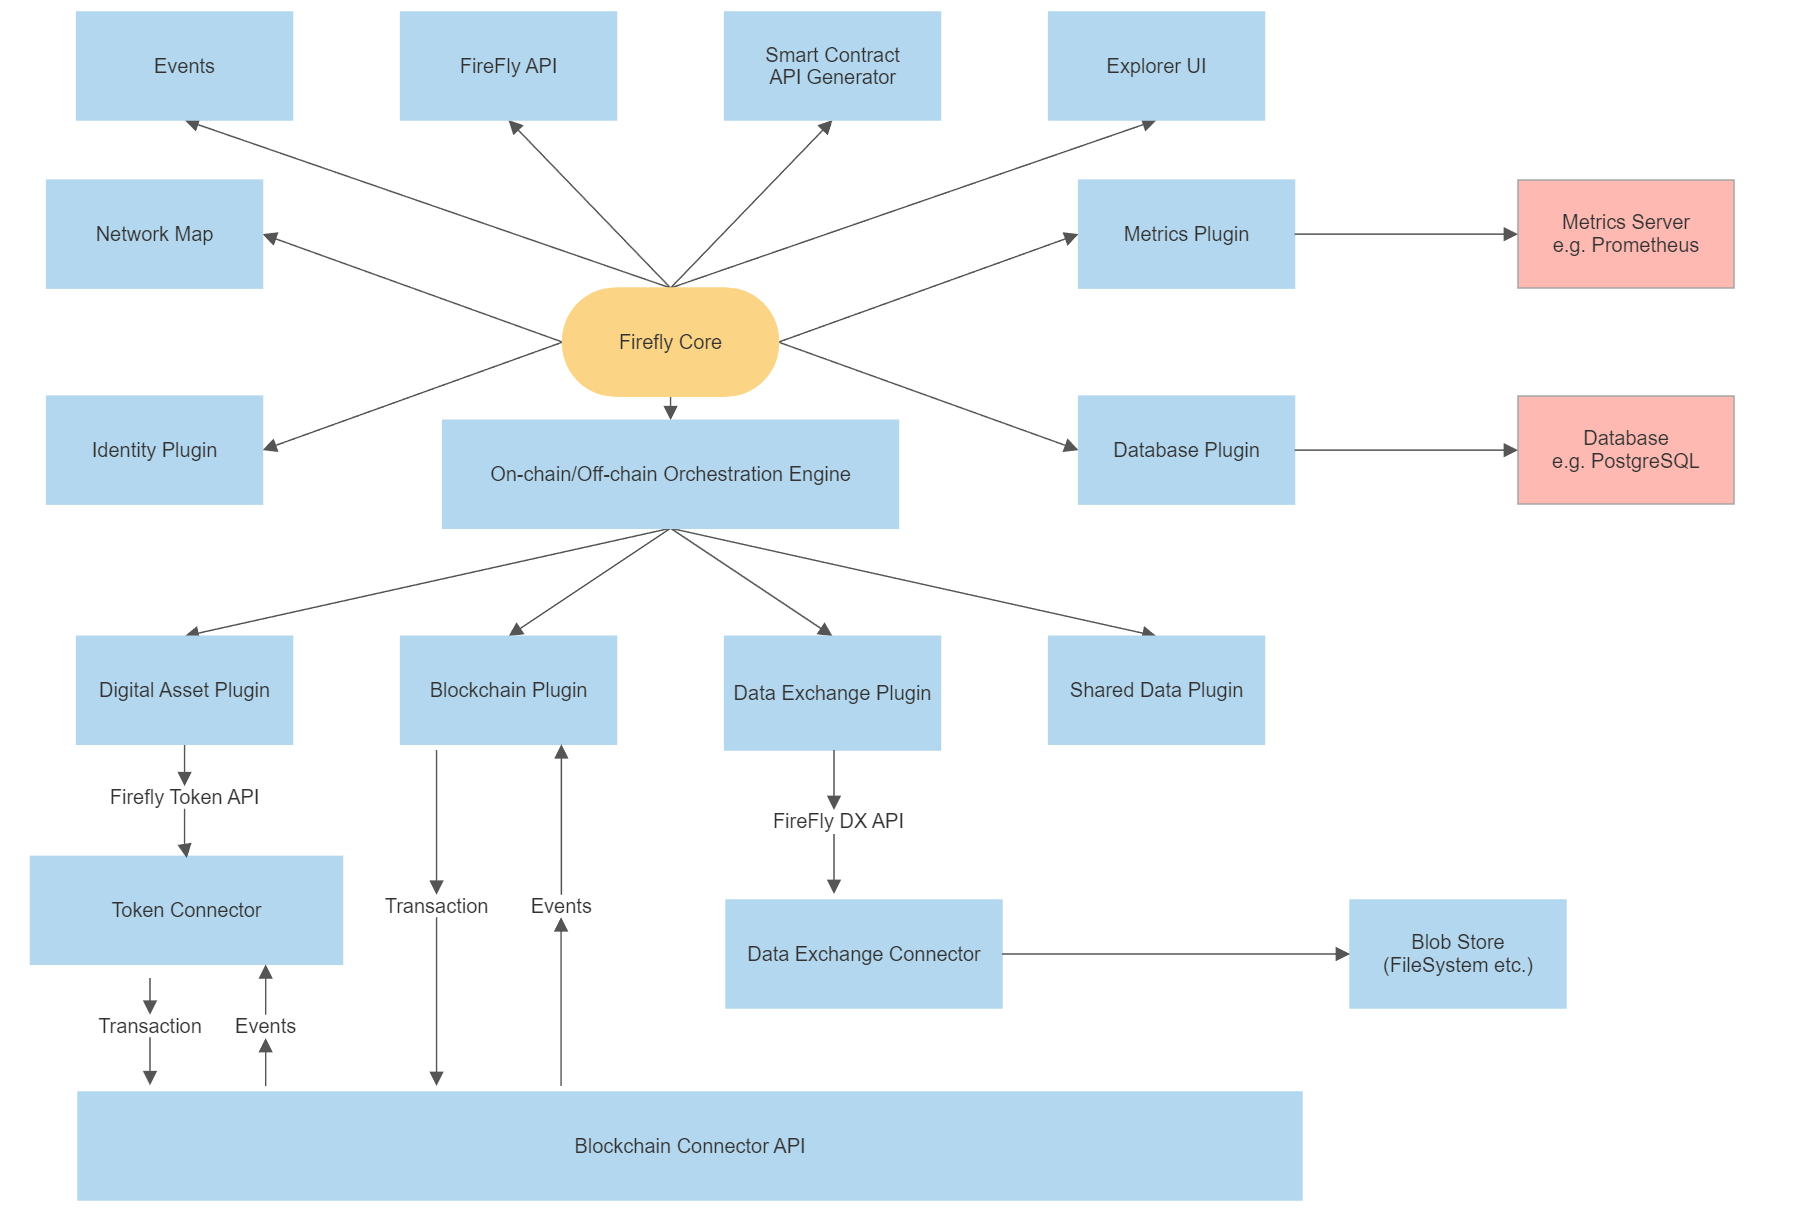 Events
FireFly API
Smart Contract
API Generator
Explorer UI
Network Map
Metrics Plugin
Metrics Server
e.g. Prometheus
Firefly Core
Identity Plugin
On-chain/Off-chain Orchestration Engine
Database Plugin
Database
e.g. PostgreSQL
Digital Asset Plugin
Blockchain Plugin
Data Exchange Plugin
Shared Data Plugin
Firefly Token API
FireFly DX API
Token Connector
Transaction
Events
Data Exchange Connector
Blob Store
(FileSystem etc.)
Transaction
Events
Blockchain Connector API